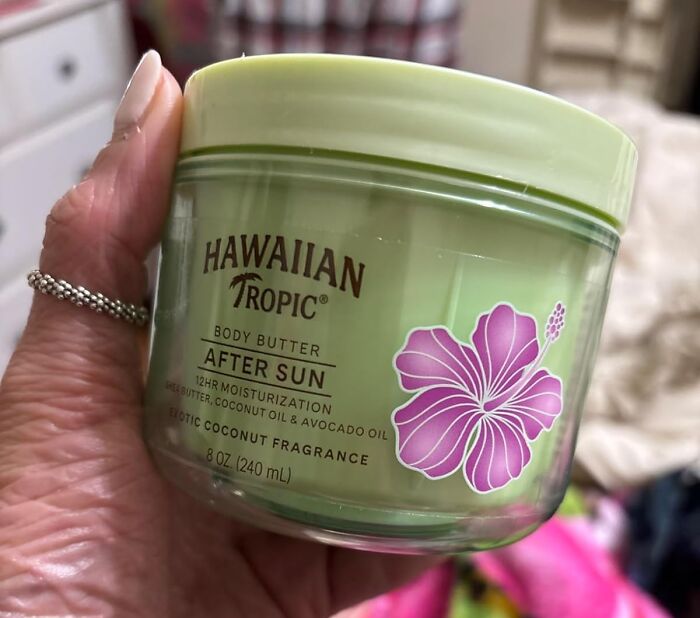 HAWAIIAN
TROPIC®
BODY BUTTER
AFTER SUN
12HR MOISTURIZATION
SHEA BUTTER, COCONUT OIL & AVOCADO OIL
EXOTIC COCONUT FRAGRANCE
8 OZ. (240 mL)